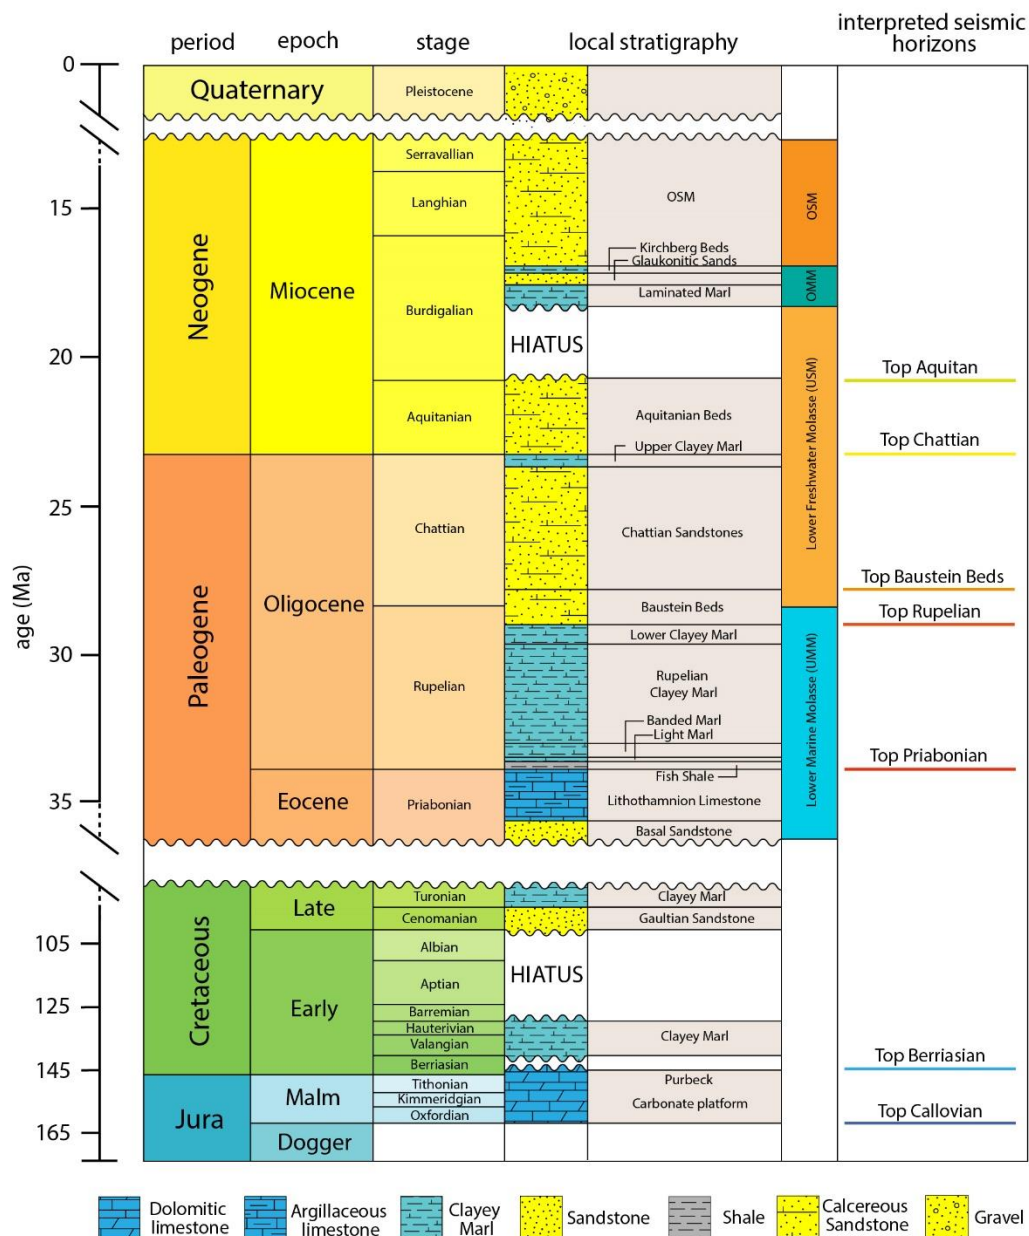 period
epoch
stage
local stratigraphy
interpreted seismic
horizons
0
Quaternary
Pleistocene
Neogene
Miocene
Serravallian
OSM
OSM
Langhian
15
Kirchberg Beds
Glaukonitic Sands
OMM
Laminated Marl
Burdigalian
HIATUS
20
Lower Freshwater Molasse (USM)
Top Aquitan
Aquitanian
Aquitanian Beds
Upper Clayey Marl
Top Chattian
25
Paleogene
Oligocene
Chattian
Chattian Sandstones
Top Baustein Beds
age (Ma)
Baustein Beds
Top Rupelian
Lower Clayey Marl
30
Rupelian
Rupelian
Clayey Marl
Lower Marine Molasse (UMM)
Banded Marl
Light Marl
Top Priabonian
Fish Shale
35
Eocene
Priabonian
Lithothamnion Limestone
Basal Sandstone
Cretaceous
Late
Turonian
Clayey Marl
Cenomanian
Gaultian Sandstone
105
Early
Albian
HIATUS
Aptian
125
Barremian
Hauterivian
Clayey Marl
Valangian
Berriasian
Top Berriasian
145
Jura
Malm
Tithonian
Purbeck
Kimmeridgian
Carbonate platform
Oxfordian
Top Callovian
165
Dogger
Dolomitic
limestone
Argillaceous
limestone
Clayey
Marl
Sandstone
Shale
Calcereous
Sandstone
Gravel